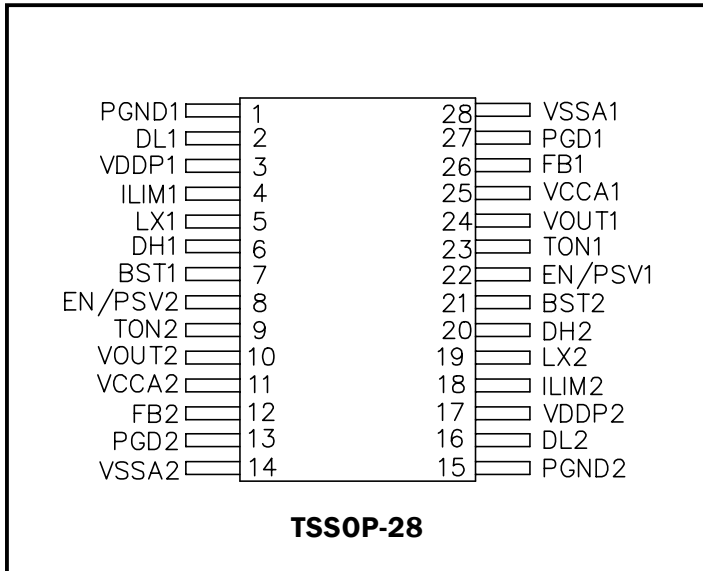 PGND1 1 28 VSSA1
DL1 2 27 PGD1
VDDP1 3 26 FB1
ILIM1 4 25 VCCA1
LX1 5 24 VOUT1
DH1 6 23 TON1
BST1 7 22 EN/PSV1
EN/PSV2 8 21 BST2
TON2 9 20 DH2
VOUT2 10 19 LX2
VCCA2 11 18 ILIM2
FB2 12 17 VDDP2
PGD2 13 16 DL2
VSSA2 14 15 PGND2
TSSOP-28